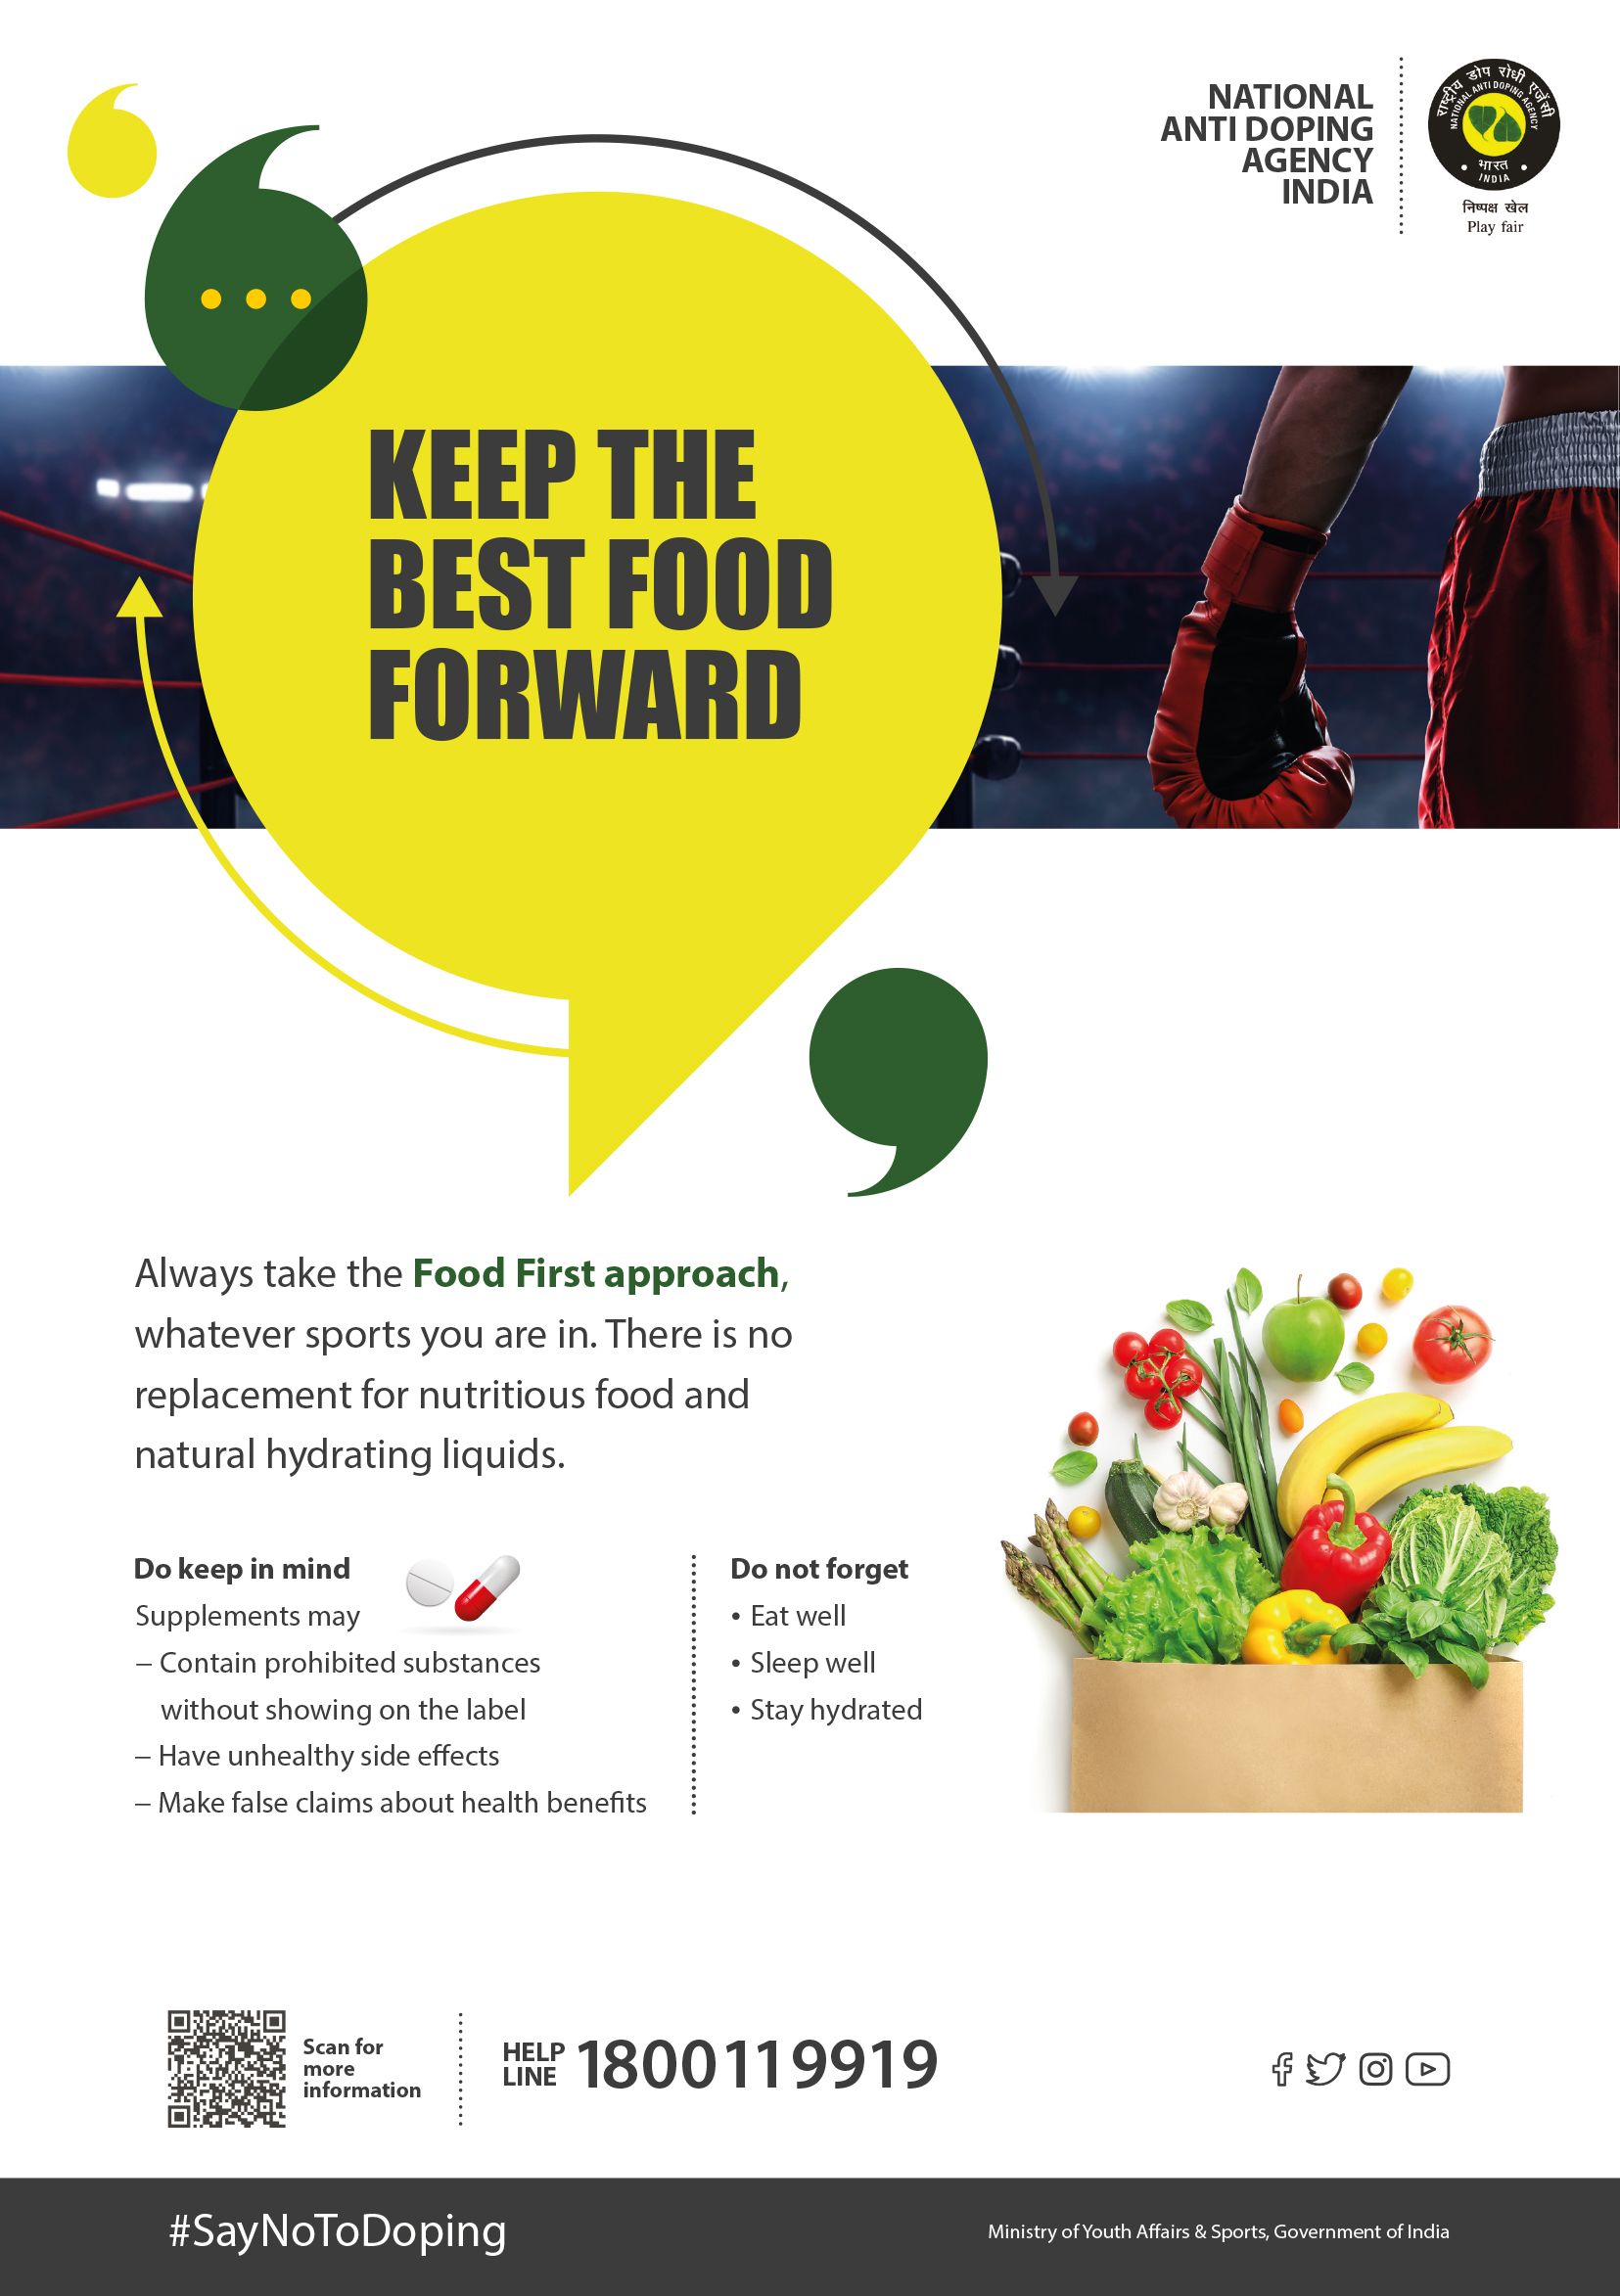 NATIONAL
ANTI DOPING
AGENCY
INDIA
राष्ट्रीय डोप रोधी एजेंसी
NATIONAL ANTI DOPING AGENCY
भारत
INDIA
निष्पक्ष खेल
Play fair
KEEP THE
BEST FOOD
FORWARD
Always take the Food First approach,
whatever sports you are in. There is no
replacement for nutritious food and
natural hydrating liquids.
Do keep in mind
Supplements may
– Contain prohibited substances
without showing on the label
– Have unhealthy side effects
– Make false claims about health benefits
Do not forget
• Eat well
• Sleep well
• Stay hydrated
Scan for
more
information
HELP
LINE
1800119919
#SayNoToDoping
Ministry of Youth Affairs & Sports, Government of India